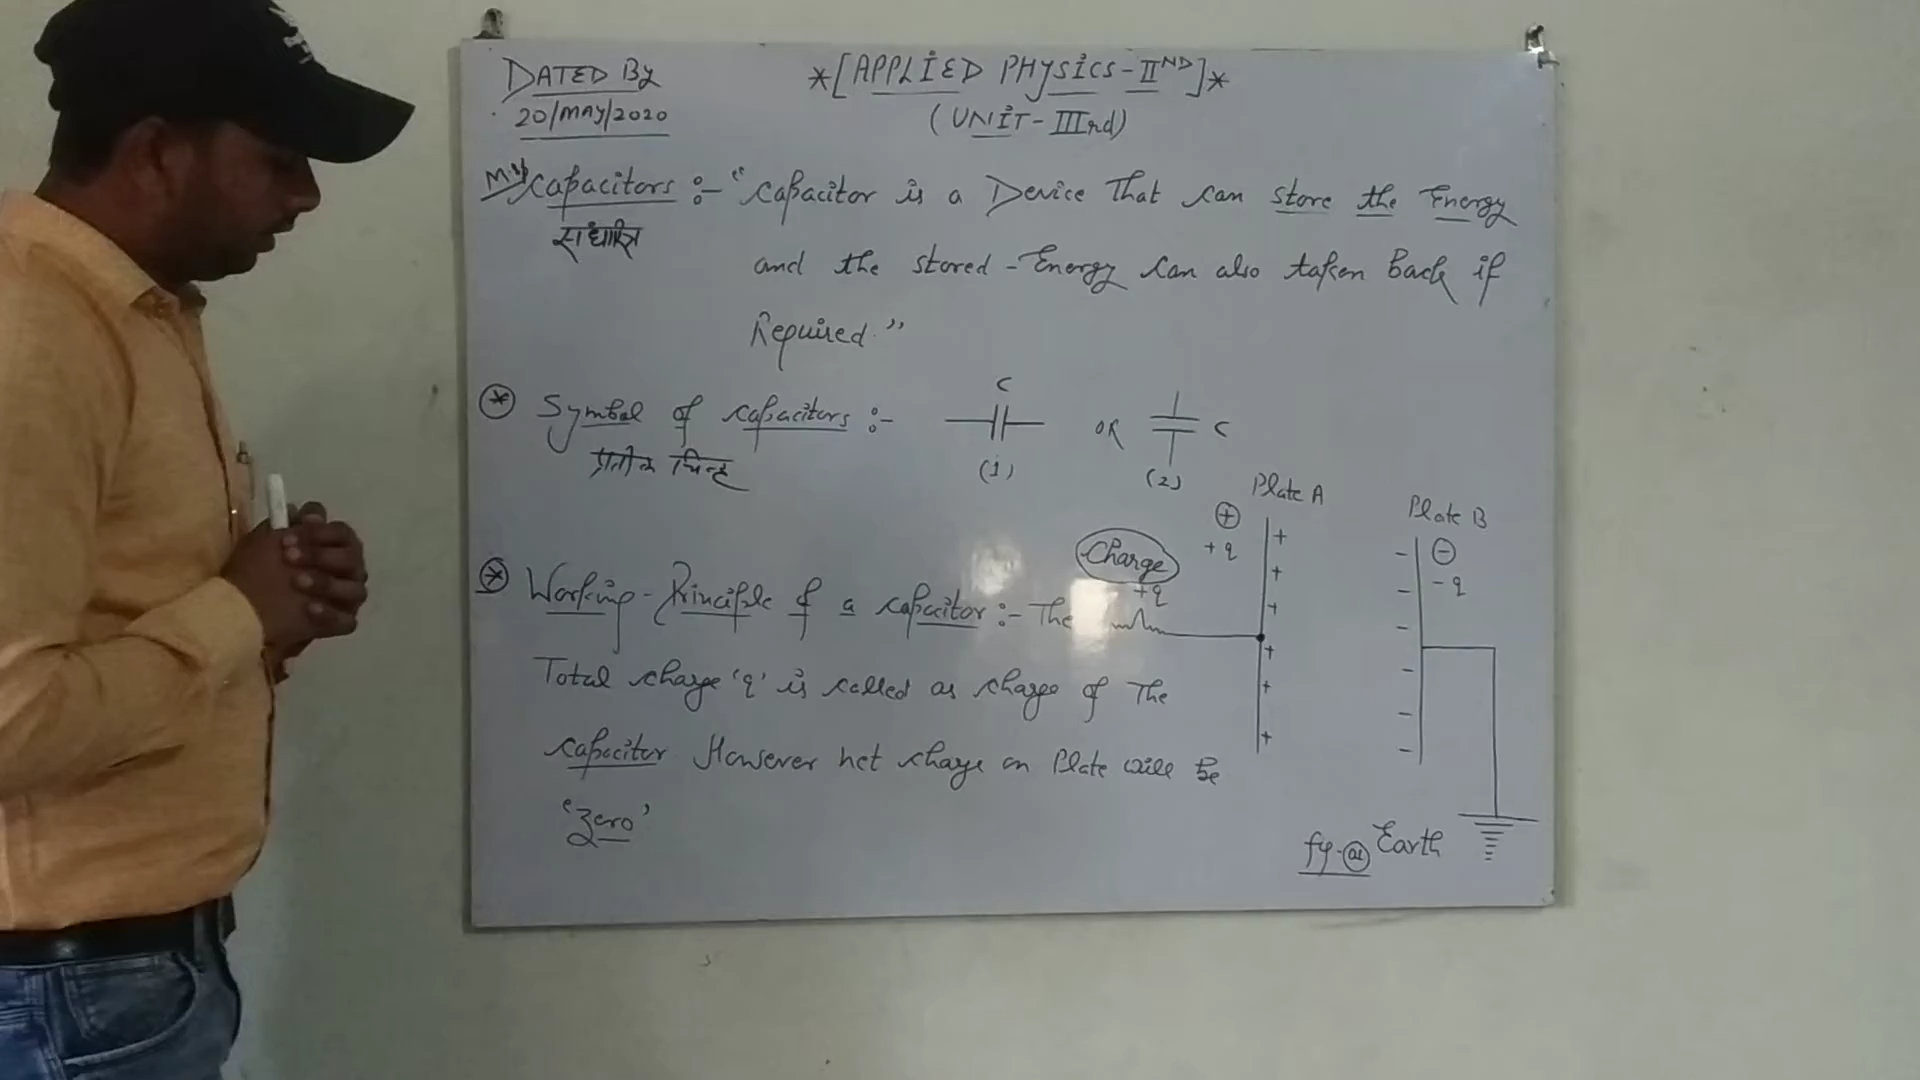 DATED By
20/MAY/2020
*[APPLIED PHYSICS-IIND]*
(UNIT-IIIrd)
Capacitors :- "Capacitor is a Device That can store the Energy
संधारित्र
and the stored-Energy can also taken Back if
Required."
* Symbol of capacitors :-
प्रतीक चिन्ह
C
(1)
OR
C
(2)
Plate A
+
+q
+
+
+
+
+
+
Plate B
-
-q
-
-
-
-
-
-
Charge
+q
* Working-Principle of a capacitor :- The
Total charge 'q' is called as charge of The
capacitor However net charge on Plate will be
'Zero'
fig-a
Earth